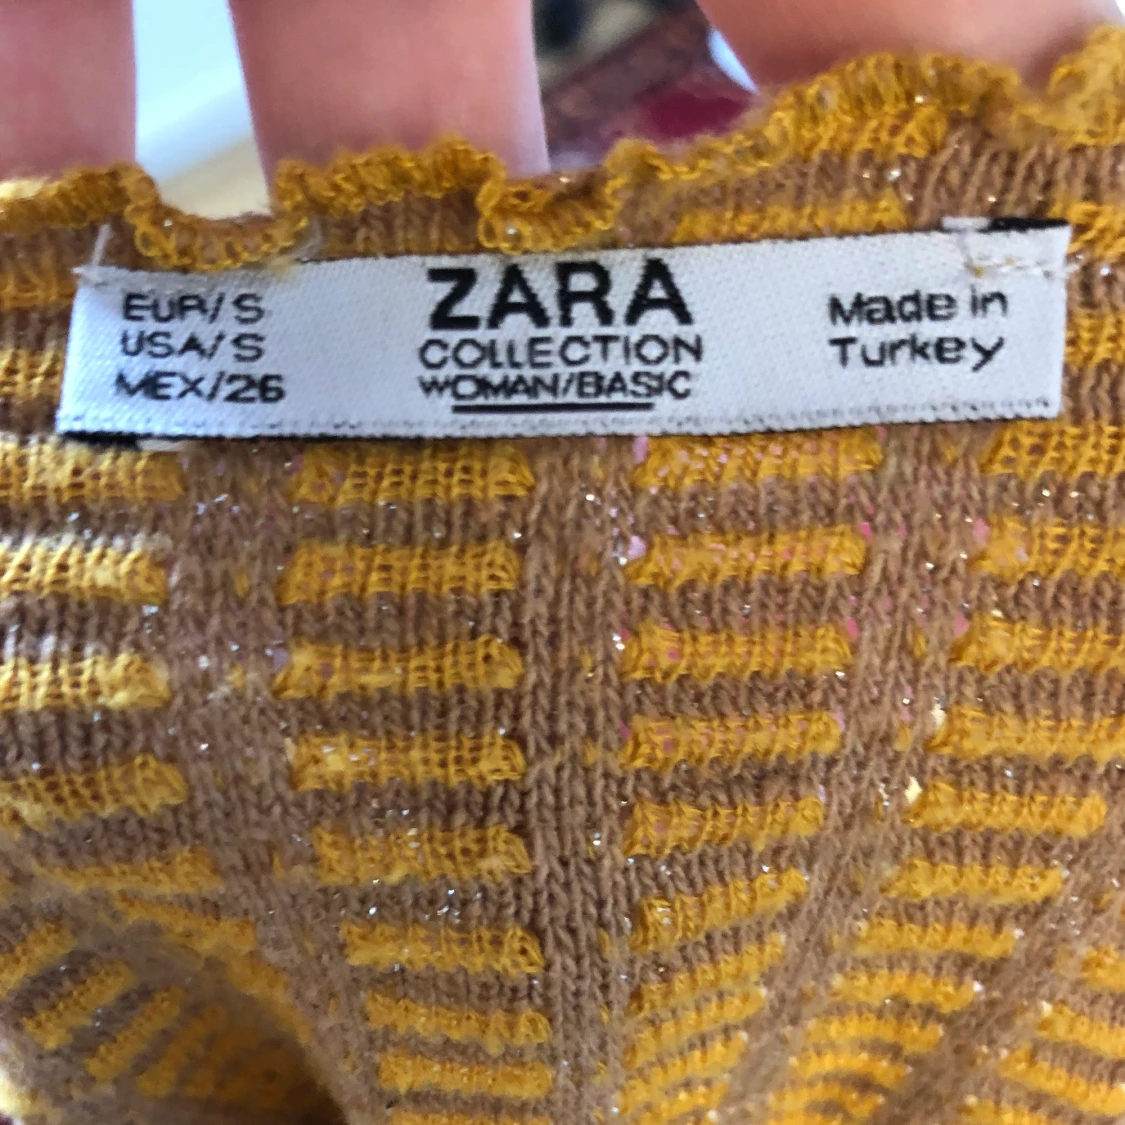 EUR/S
USA/S
MEX/26
ZARA
COLLECTION
WOMAN/BASIC
Made in
Turkey